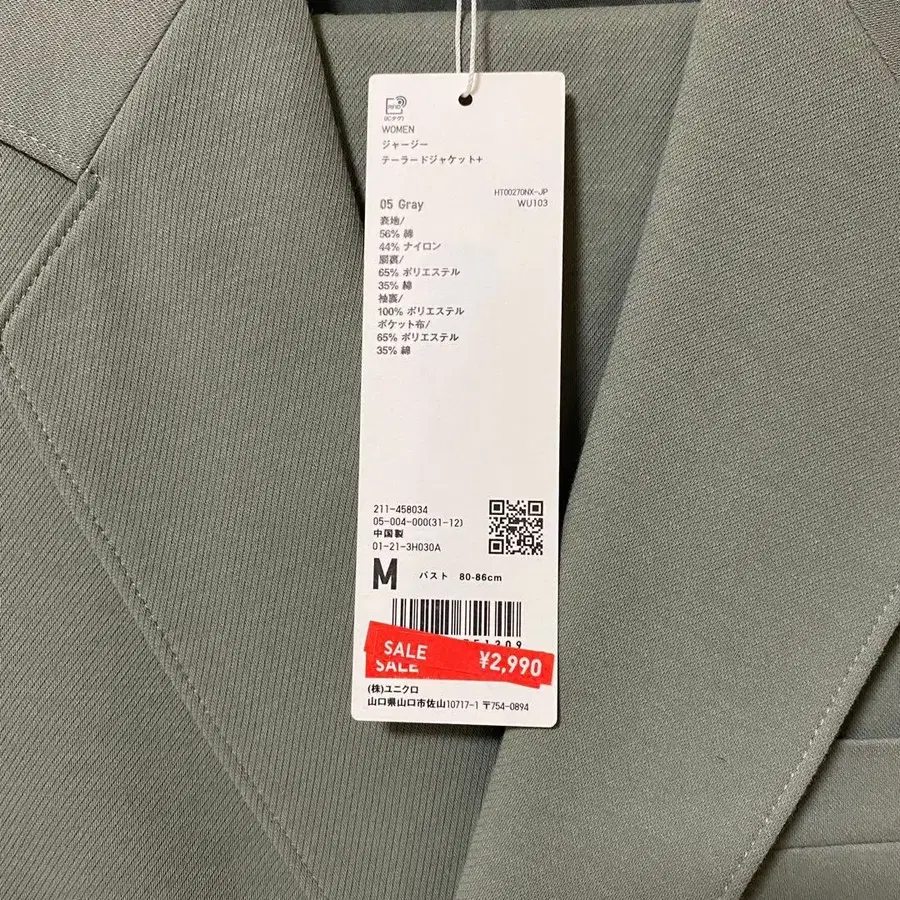 RFID
(ICタグ)
WOMEN
ジャージー
テーラードジャケット+
HT00270NX-JP
05 Gray WU103
表地/
56% 綿
44% ナイロン
胴裏/
65% ポリエステル
35% 綿
袖裏/
100% ポリエステル
ポケット布/
65% ポリエステル
35% 綿
211-458034
05-004-000(31-12)
中国製
01-21-3H030A
M バスト 80-86cm
SALE ¥2,990
SALE
(株)ユニクロ
山口県山口市佐山10717-1 〒754-0894